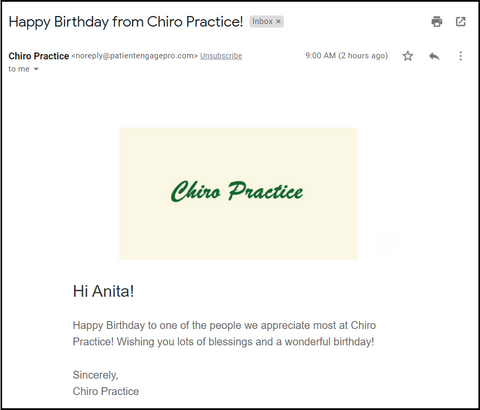 Happy Birthday from Chiro Practice! Inbox ×
Chiro Practice <noreply@patientengagepro.com> Unsubscribe 9:00 AM (2 hours ago)
to me
Chiro Practice
Hi Anita!
Happy Birthday to one of the people we appreciate most at Chiro
Practice! Wishing you lots of blessings and a wonderful birthday!
Sincerely,
Chiro Practice